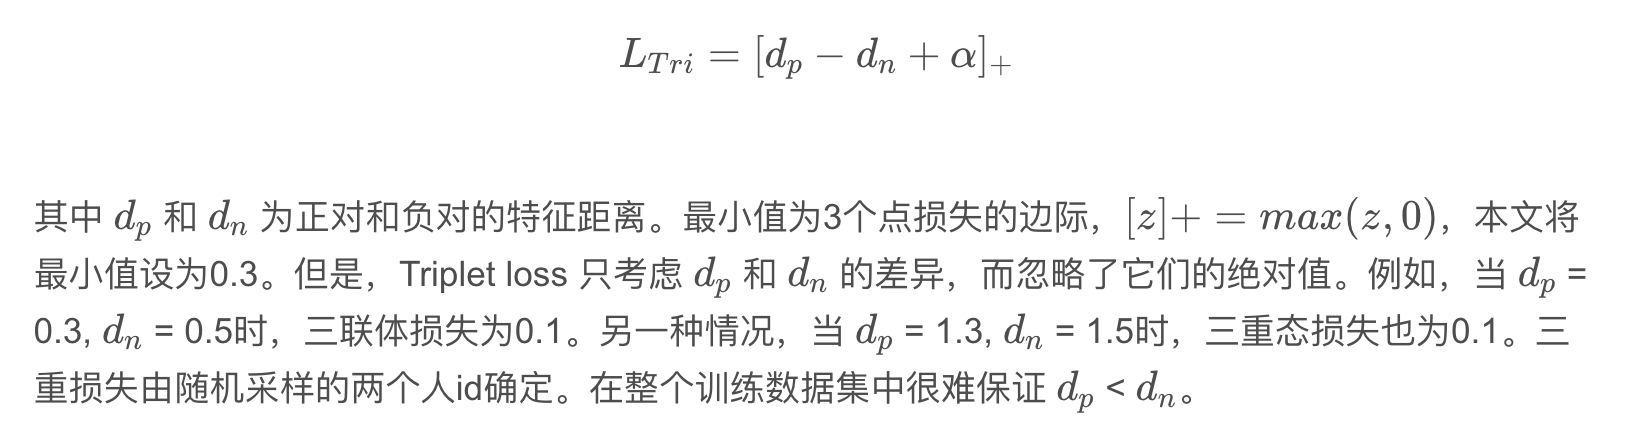 L_{Tri} = [d_p − d_n + α]_+
其中 d_p 和 d_n 为正对和负对的特征距离。最小值为3个点损失的边际，[z]+ = max(z, 0)，本文将
最小值设为0.3。但是，Triplet loss 只考虑 d_p 和 d_n 的差异，而忽略了它们的绝对值。例如，当 d_p =
0.3, d_n = 0.5时，三联体损失为0.1。另一种情况，当 d_p = 1.3, d_n = 1.5时，三重态损失也为0.1。三
重损失由随机采样的两个人id确定。在整个训练数据集中很难保证 d_p < d_n。